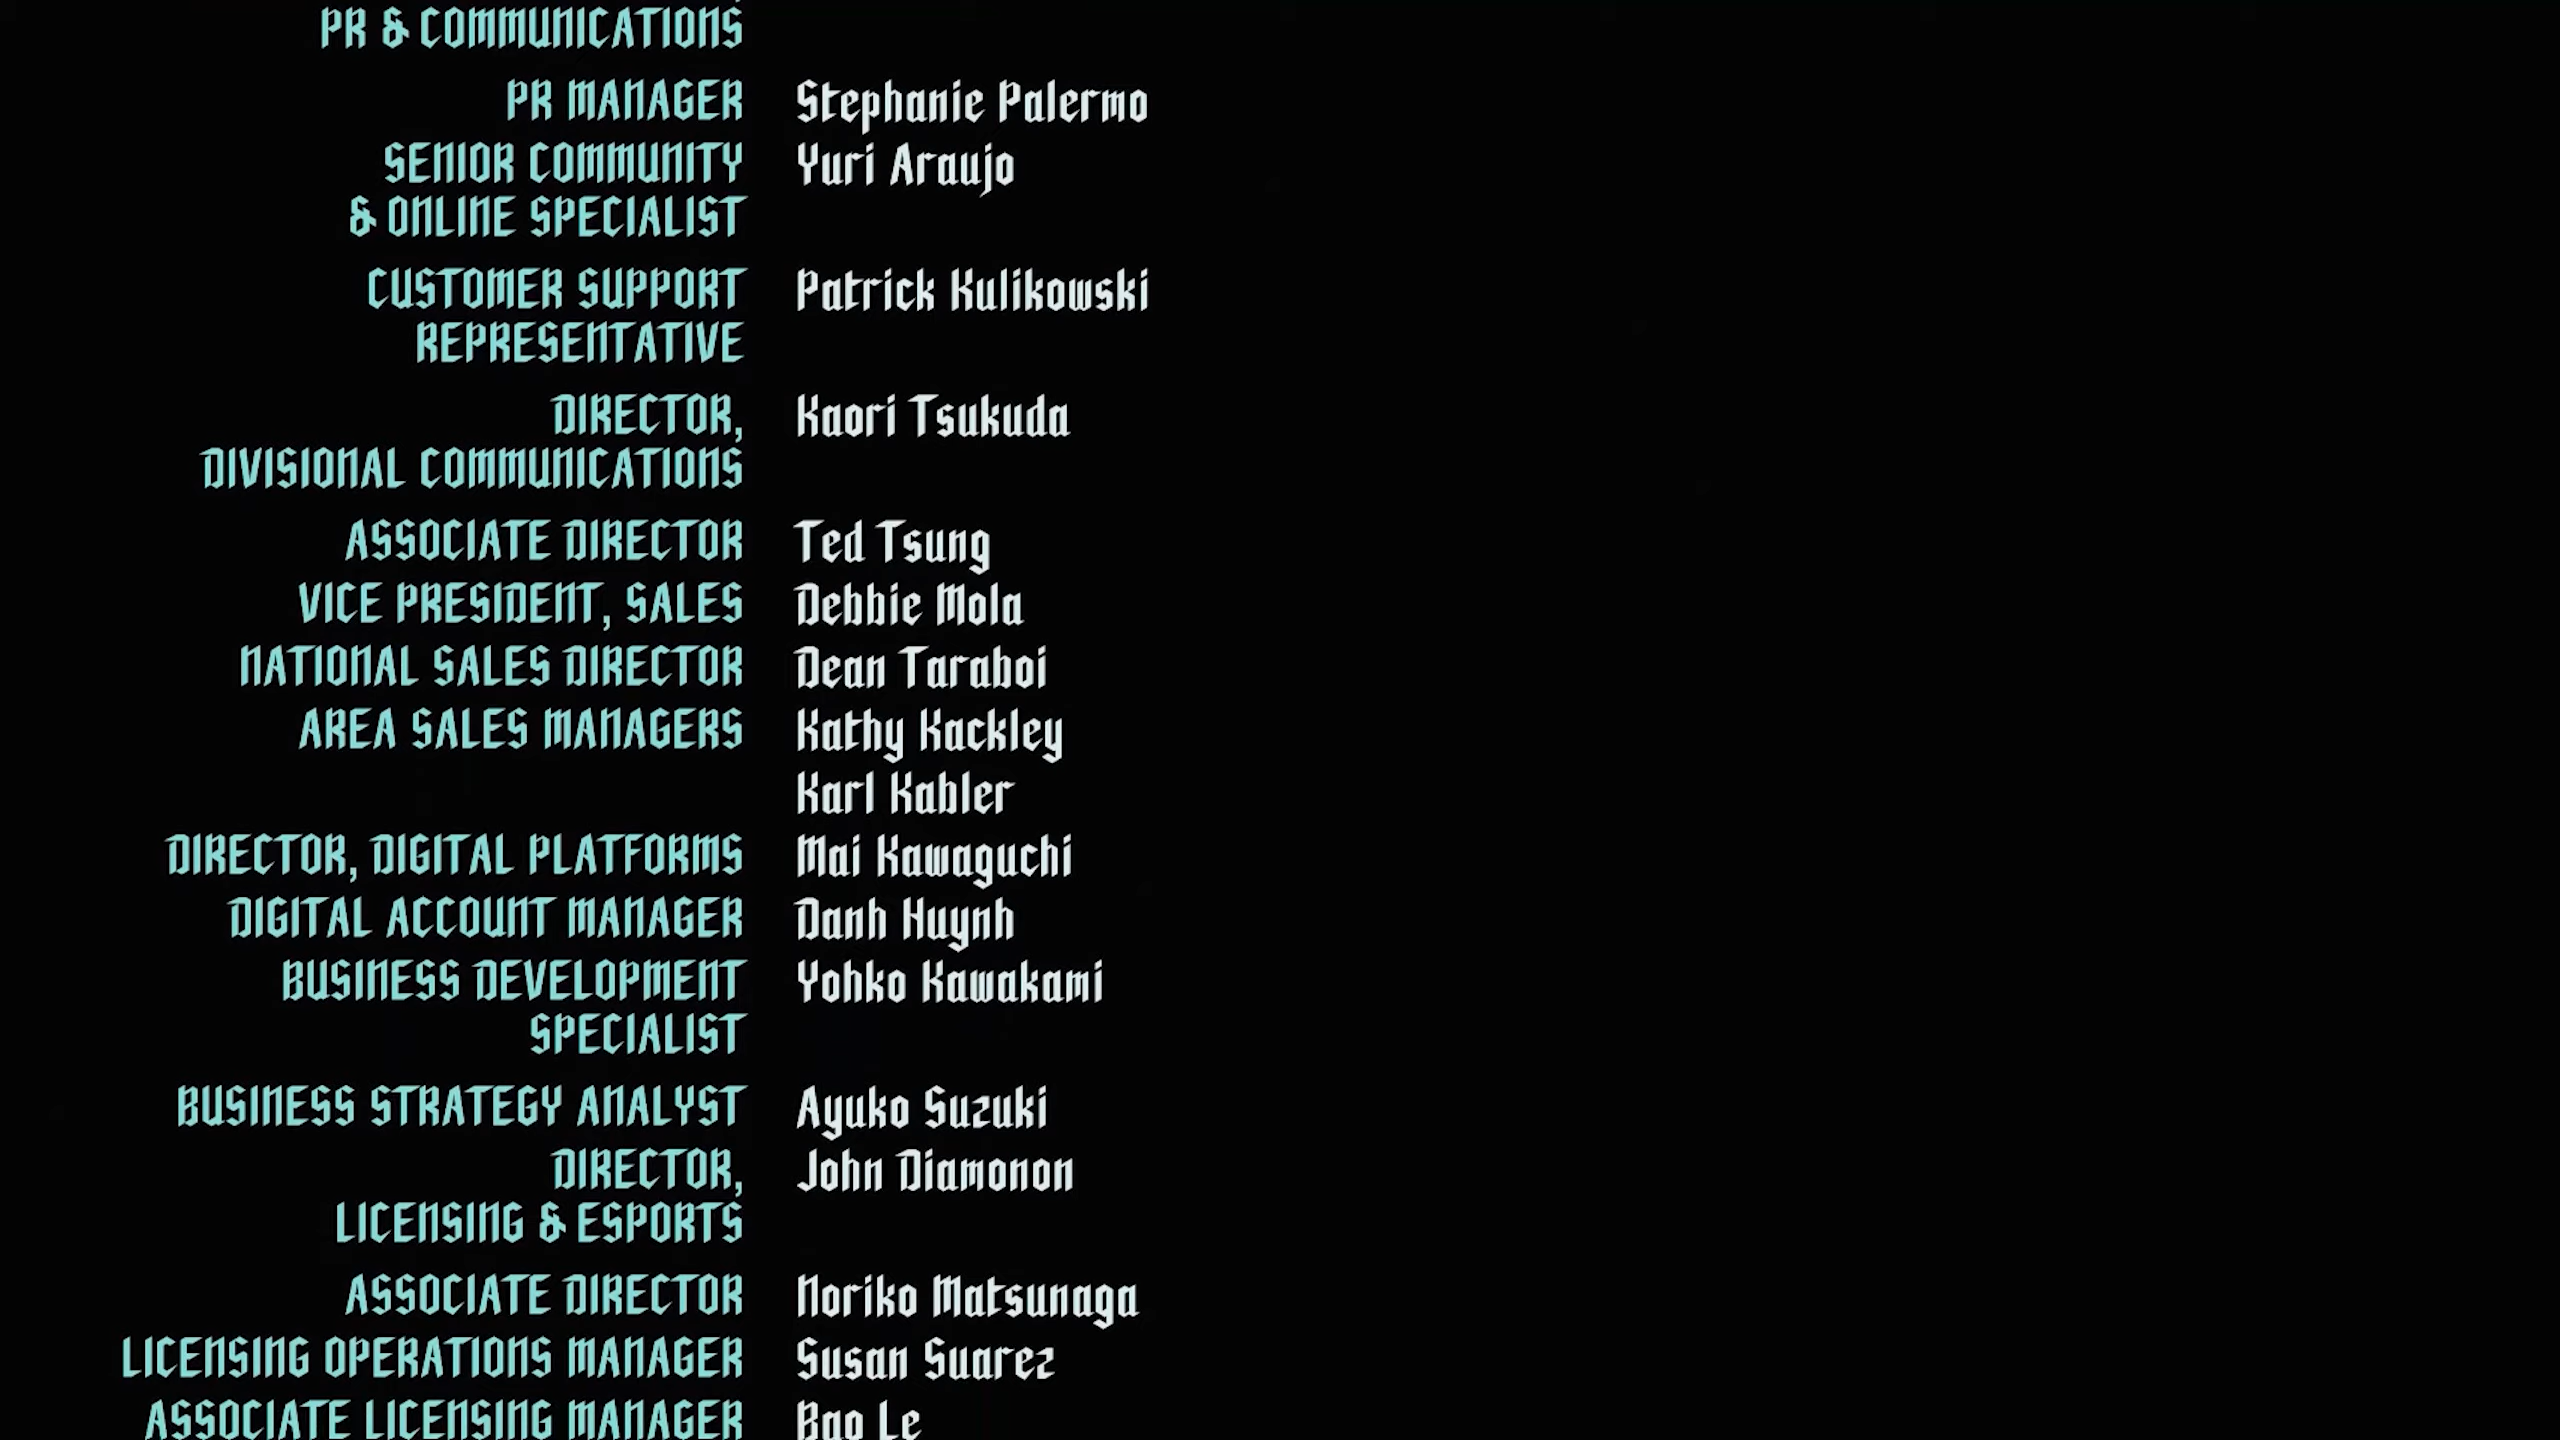 PR & COMMUNICATIONS
PR MANAGER Stephanie Palermo
SENIOR COMMUNITY Yuri Araujo
& ONLINE SPECIALIST
CUSTOMER SUPPORT Patrick Kulikowski
REPRESENTATIVE
DIRECTOR, Kaori Tsukuda
DIVISIONAL COMMUNICATIONS
ASSOCIATE DIRECTOR Ted Tsung
VICE PRESIDENT, SALES Debbie Mola
NATIONAL SALES DIRECTOR Dean Taraboi
AREA SALES MANAGERS Kathy Kackley
Karl Kabler
DIRECTOR, DIGITAL PLATFORMS Mai Kawaguchi
DIGITAL ACCOUNT MANAGER Danh Huynh
BUSINESS DEVELOPMENT Yohko Kawakami
SPECIALIST
BUSINESS STRATEGY ANALYST Ayuko Suzuki
DIRECTOR, John Diamonon
LICENSING & ESPORTS
ASSOCIATE DIRECTOR Noriko Matsunaga
LICENSING OPERATIONS MANAGER Susan Suarez
ASSOCIATE LICENSING MANAGER Bao Le